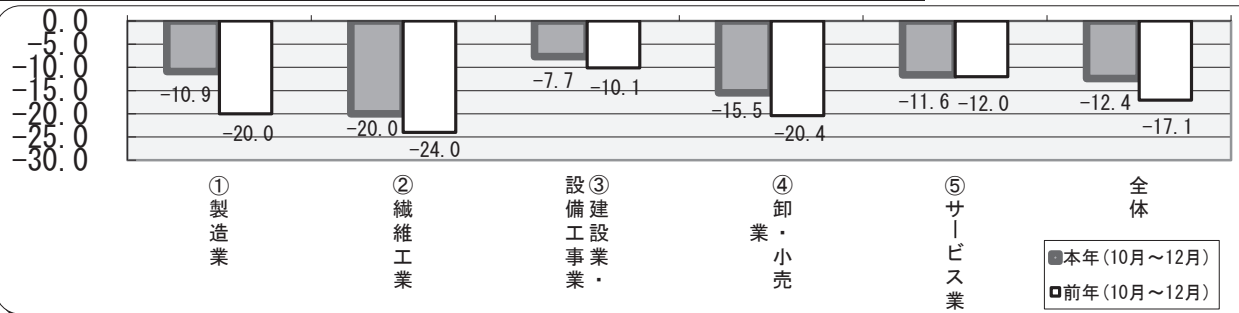 0.0
-5.0
-10.0
-15.0
-20.0
-25.0
-30.0
-10.9
-20.0
-20.0
-24.0
-7.7
-10.1
-15.5
-20.4
-11.6
-12.0
-12.4
-17.1
①製造業
②繊維工業
③建設業・
設備工事業
④卸・小売
業
⑤サービス業
全体
本年(10月～12月)
前年(10月～12月)